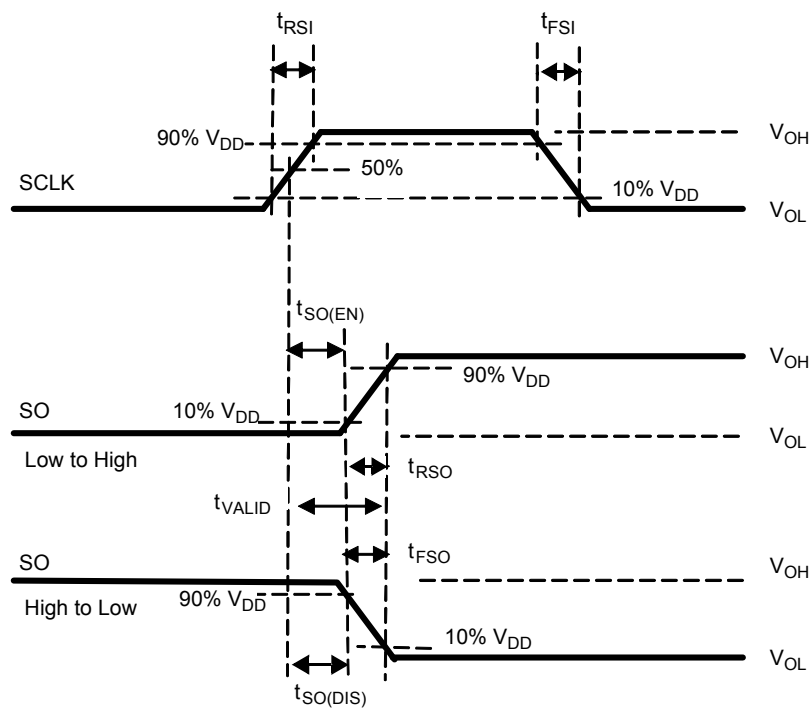 tRSI
tFSI
90% VDD
VOH
50%
SCLK
10% VDD
VOL
tSO(EN)
VOH
90% VDD
SO
10% VDD
VOL
Low to High
tRSO
tVALID
tFSO
SO
VOH
High to Low
90% VDD
10% VDD
VOL
tSO(DIS)